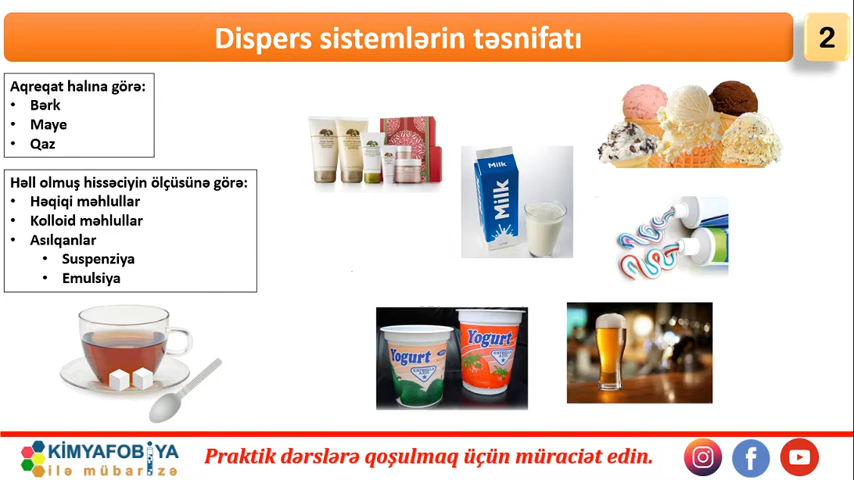 Dispers sistemlərin təsnifatı
2
Aqreqat halına görə:
• Bərk
• Maye
• Qaz
Həll olmuş hissəciyin ölçüsünə görə:
• Həqiqi məhlullar
• Kolloid məhlullar
• Asılqanlar
• Suspenziya
• Emulsiya
Milk
Milk
Yogurt
Yogurt
KİMYAFOBİYA
ilə mübarizə
Praktik dərslərə qoşulmaq üçün müraciət edin.